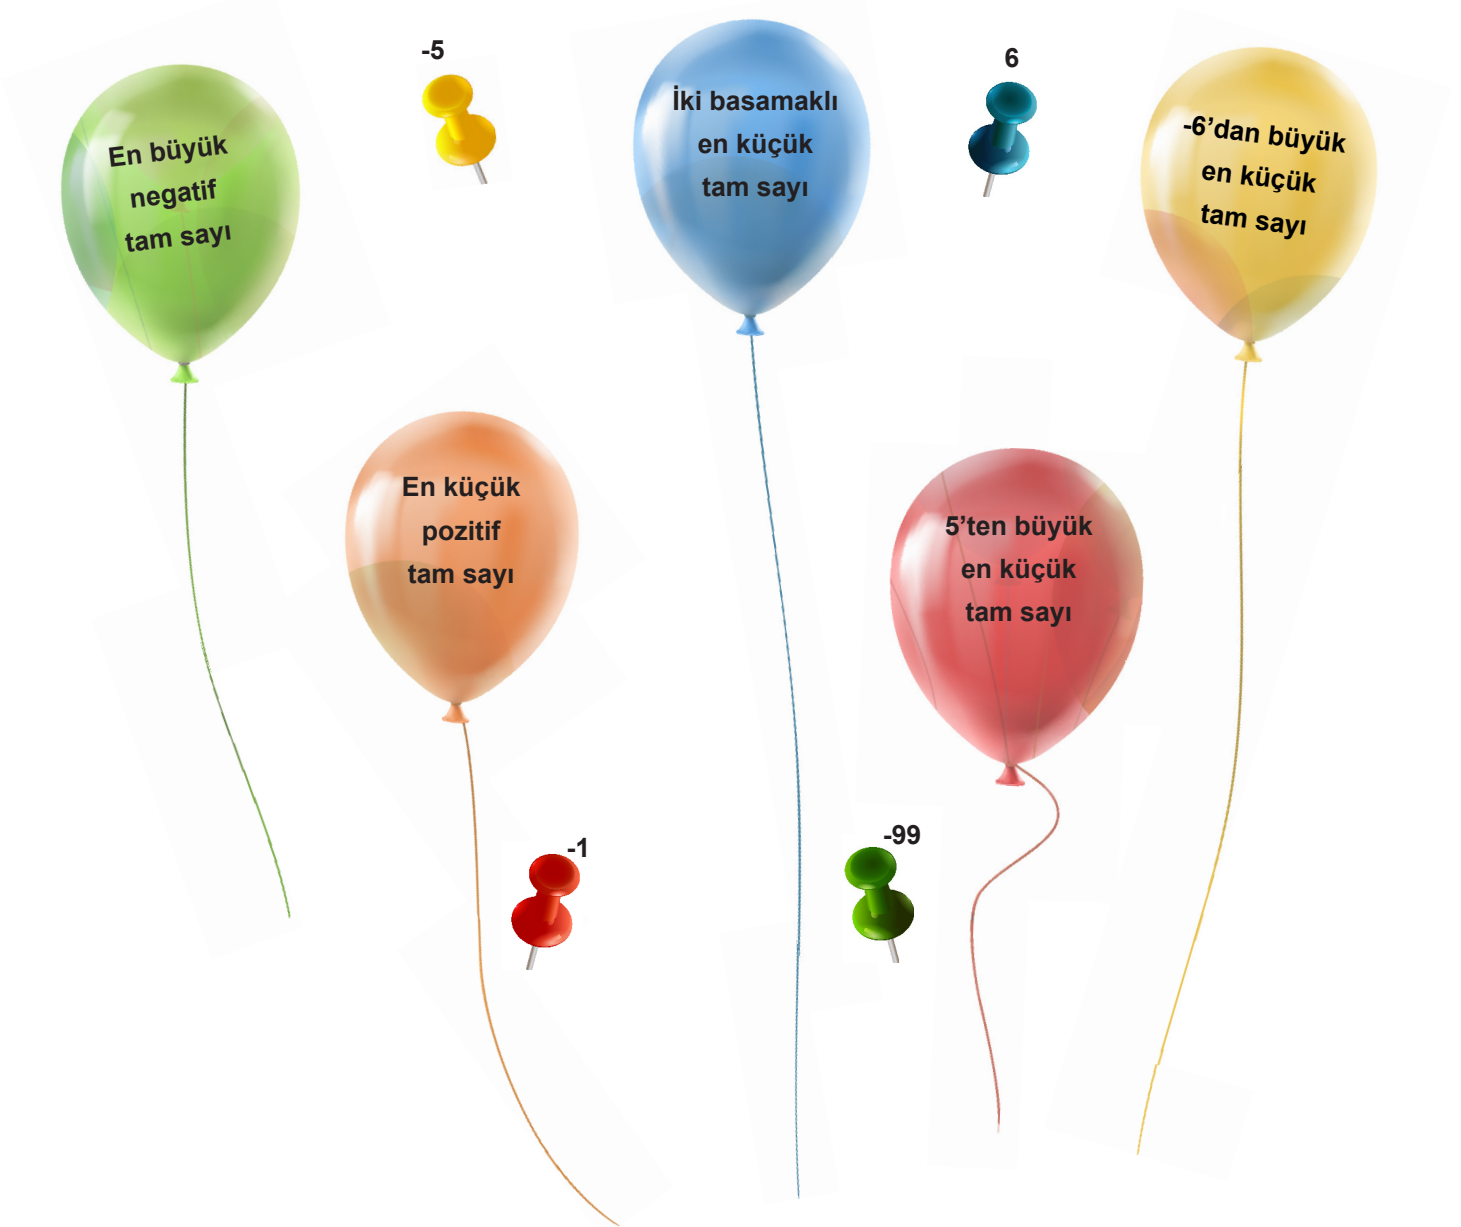 -5
6
En büyük
negatif
tam sayı
İki basamaklı
en küçük
tam sayı
-6’dan büyük
en küçük
tam sayı
En küçük
pozitif
tam sayı
5’ten büyük
en küçük
tam sayı
-1
-99